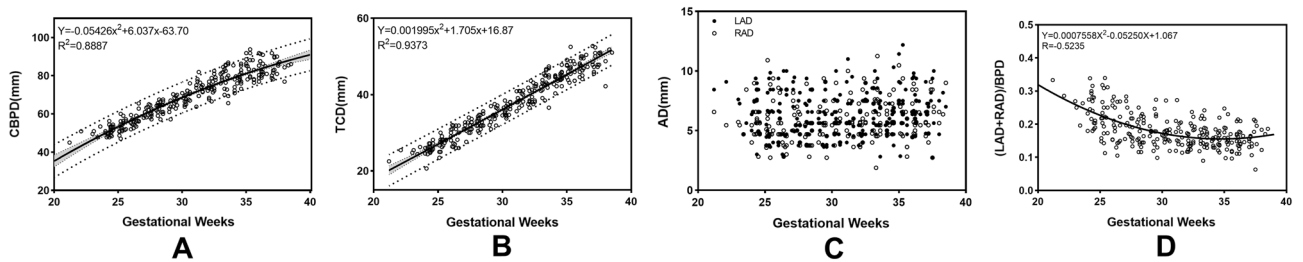 Y=-0.05426x²+6.037x-63.70
R²=0.8887
CBPD(mm)
100
80
60
40
20
20 25 30 35 40
Gestational Weeks
A
Y=0.001995x²+1.705x+16.87
R²=0.9373
TCD(mm)
60
40
20
20 25 30 35 40
Gestational Weeks
B
LAD
RAD
AD(mm)
15
10
5
0
25 30 35 40
Gestational Weeks
C
Y=0.0007558X²-0.05250X+1.067
R=-0.5235
(LAD+RAD)/BPD
0.5
0.4
0.3
0.2
0.1
0.0
20 25 30 35 40
Gestational Weeks
D